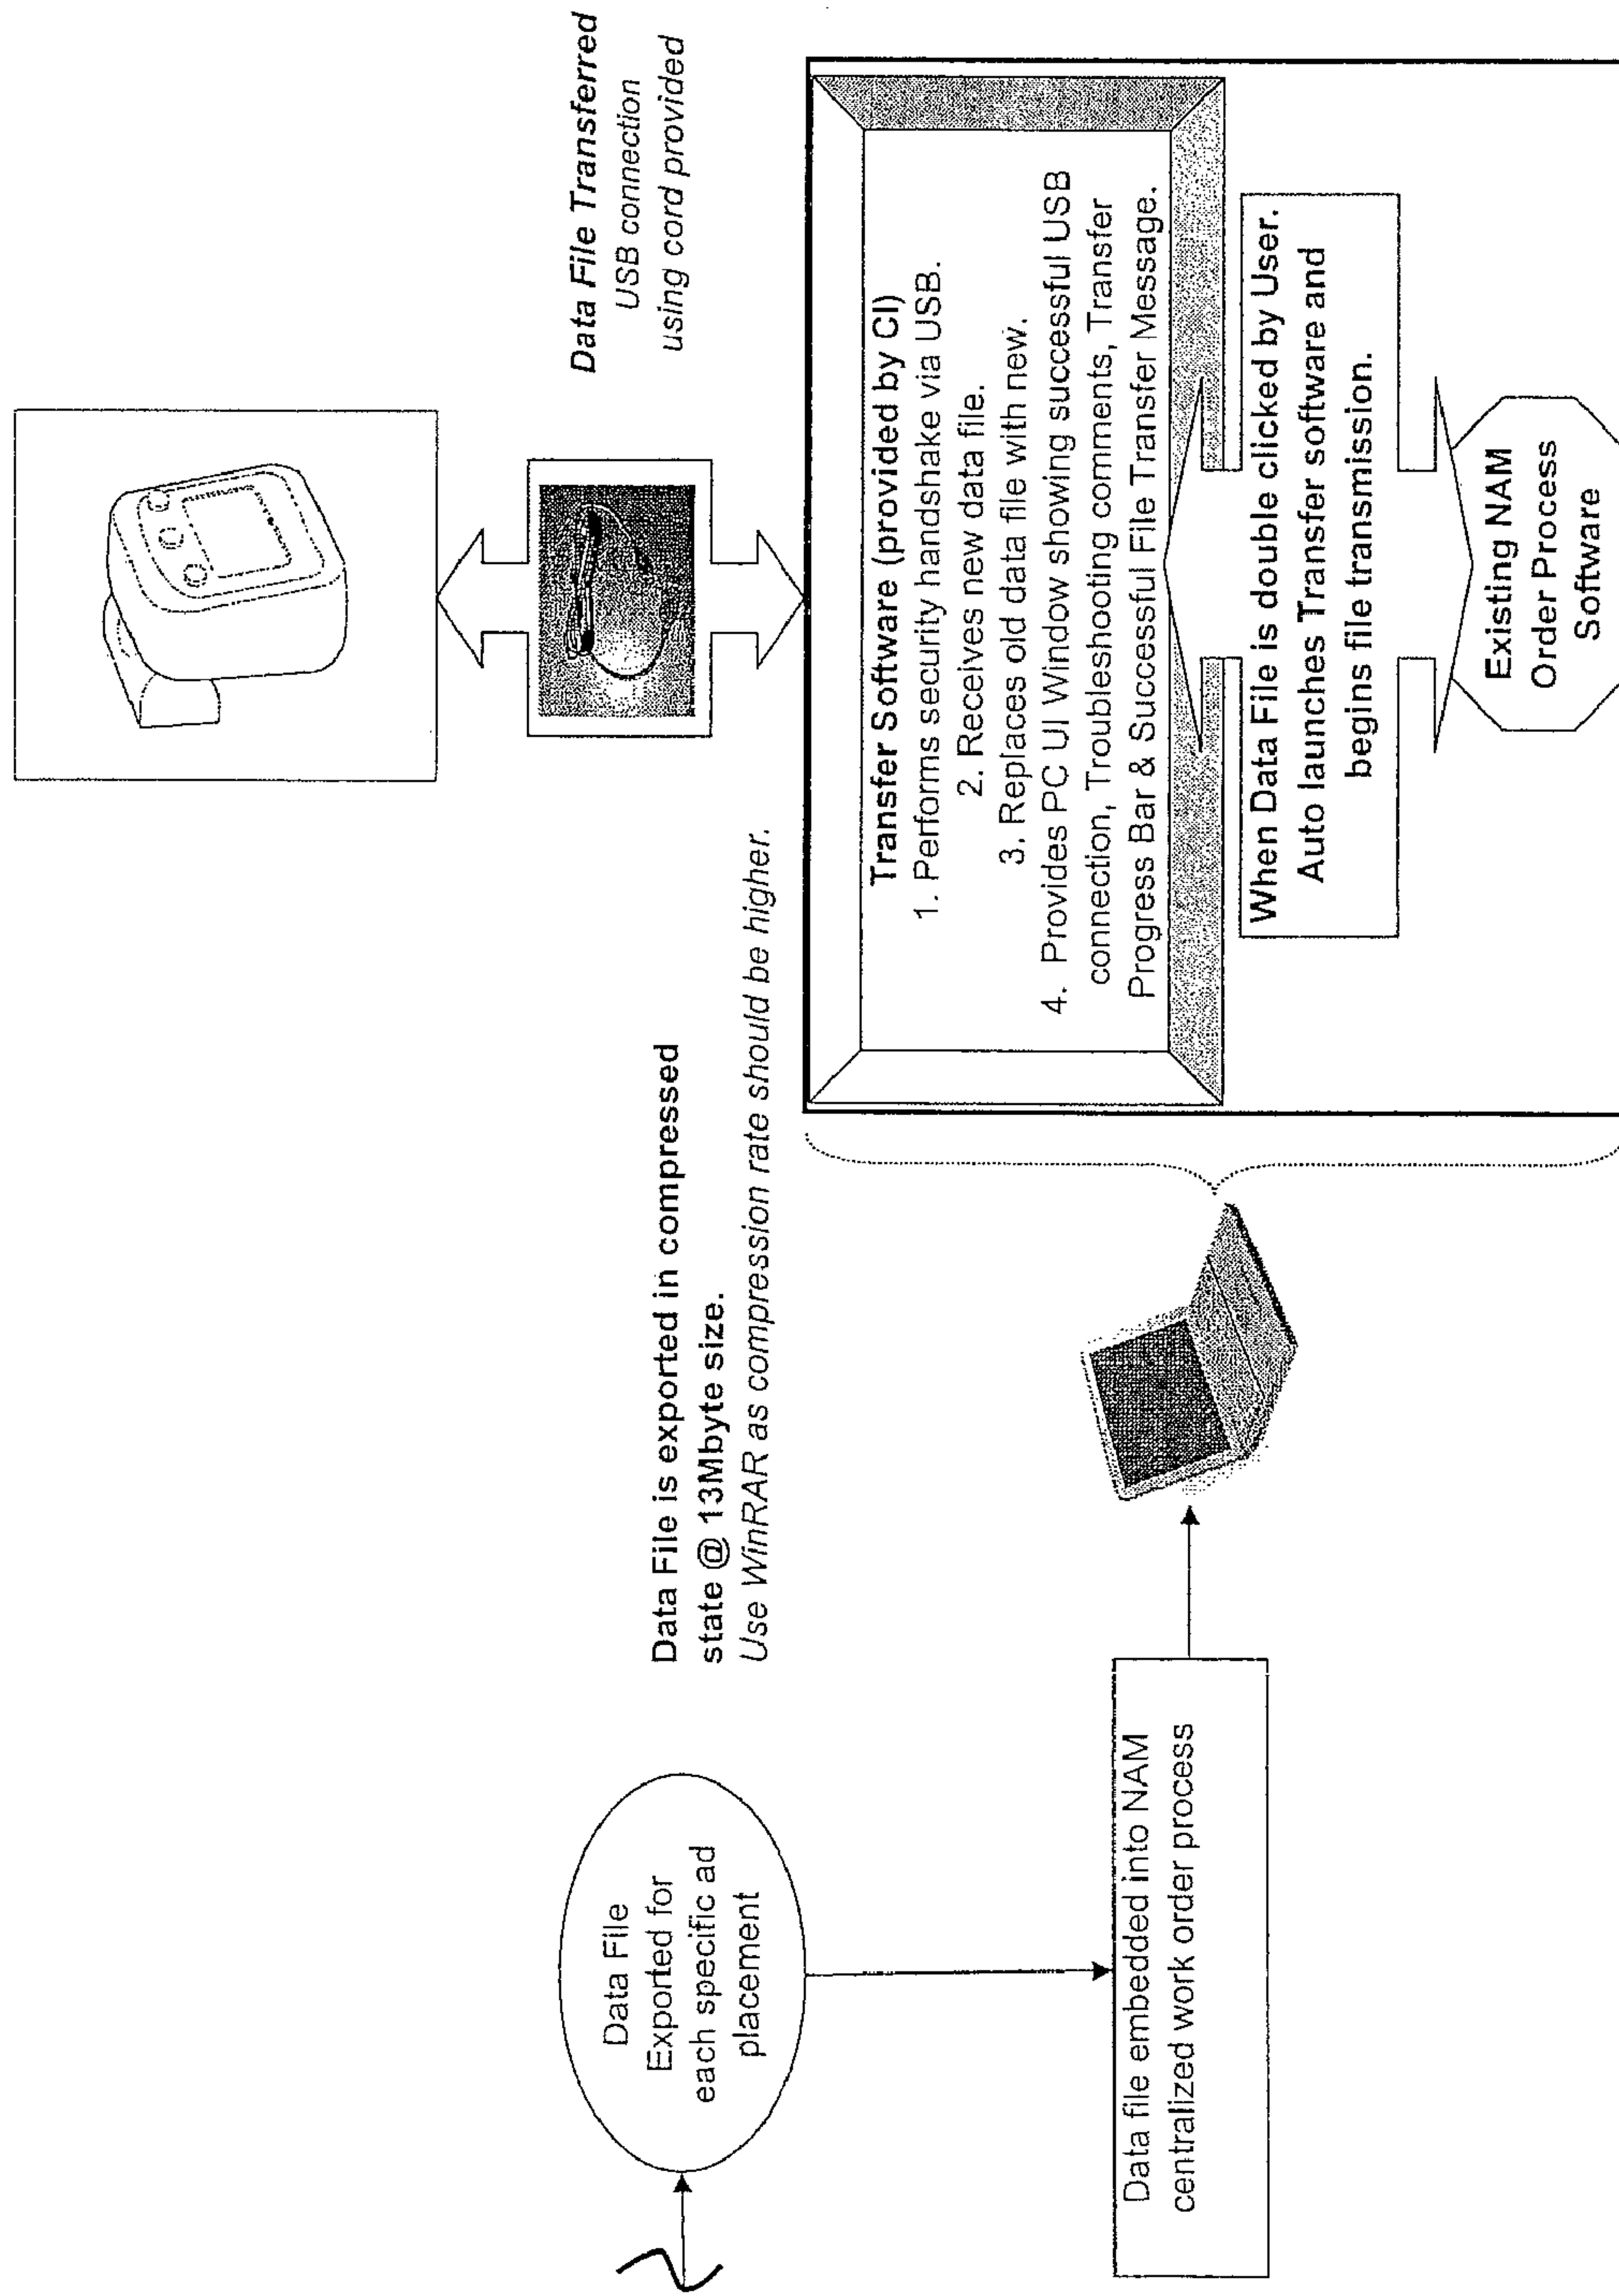 Data File
Exported for
each specific ad
placement
Data file embedded into NAM
centralized work order process
Data File is exported in compressed
state @ 13Mbyte size.
Use WinRAR as compression rate should be higher.
Data File Transferred
USB connection
using cord provided
Transfer Software (provided by CI)
1. Performs security handshake via USB.
2. Receives new data file.
3. Replaces old data file with new.
4. Provides PC UI Window showing successful USB
connection, Troubleshooting comments, Transfer
Progress Bar & Successful File Transfer Message.
When Data File is double clicked by User.
Auto launches Transfer software and
begins file transmission.
Existing NAM
Order Process
Software